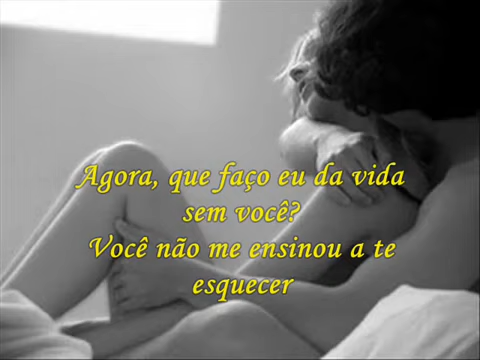 Agora, que faço eu da vida
sem você?
Você não me ensinou a te
esquecer